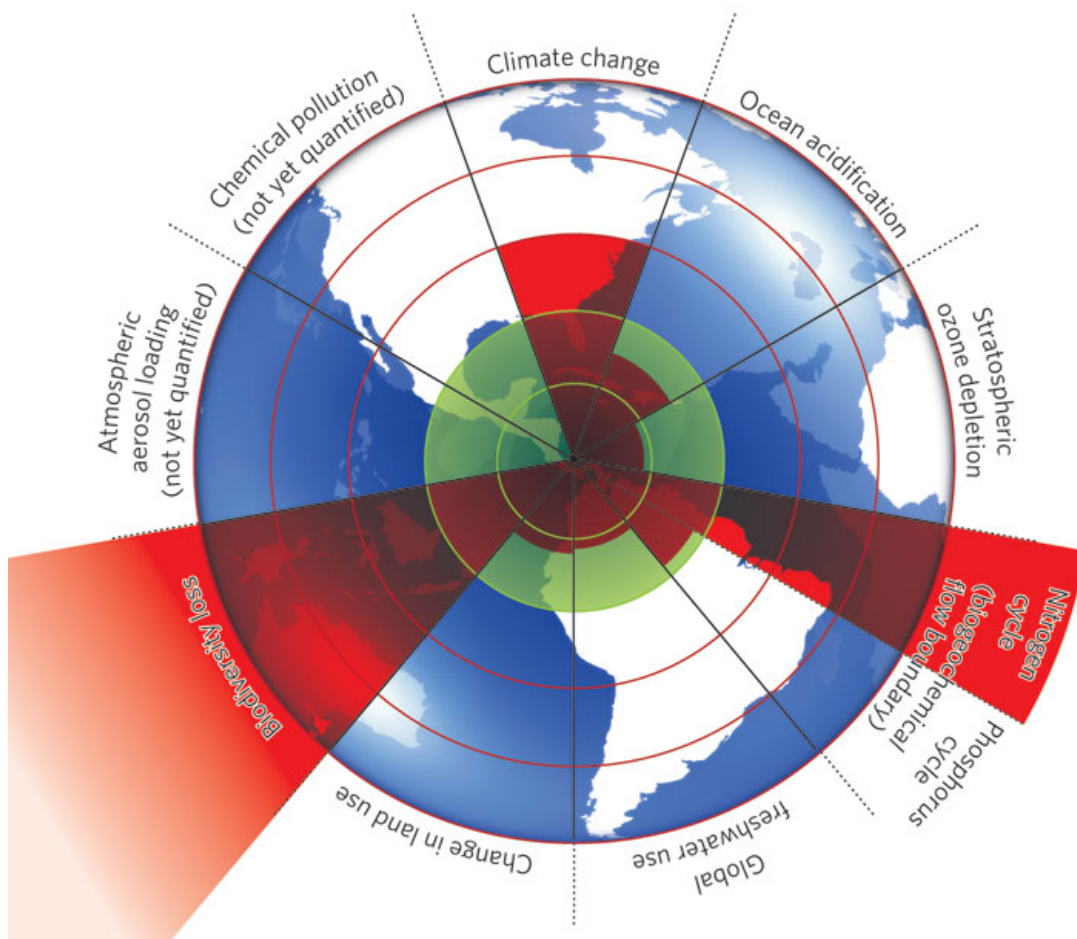 Climate change
Ocean acidification
Stratospheric
ozone depletion
Nitrogen
cycle
(biogeochemical
flow boundary)
Phosphorus
cycle
Global
freshwater use
Change in land use
Biodiversity loss
Atmospheric
aerosol loading
(not yet quantified)
Chemical pollution
(not yet quantified)